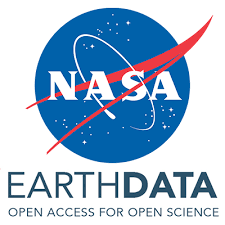 NASA
EARTHDATA
OPEN ACCESS FOR OPEN SCIENCE